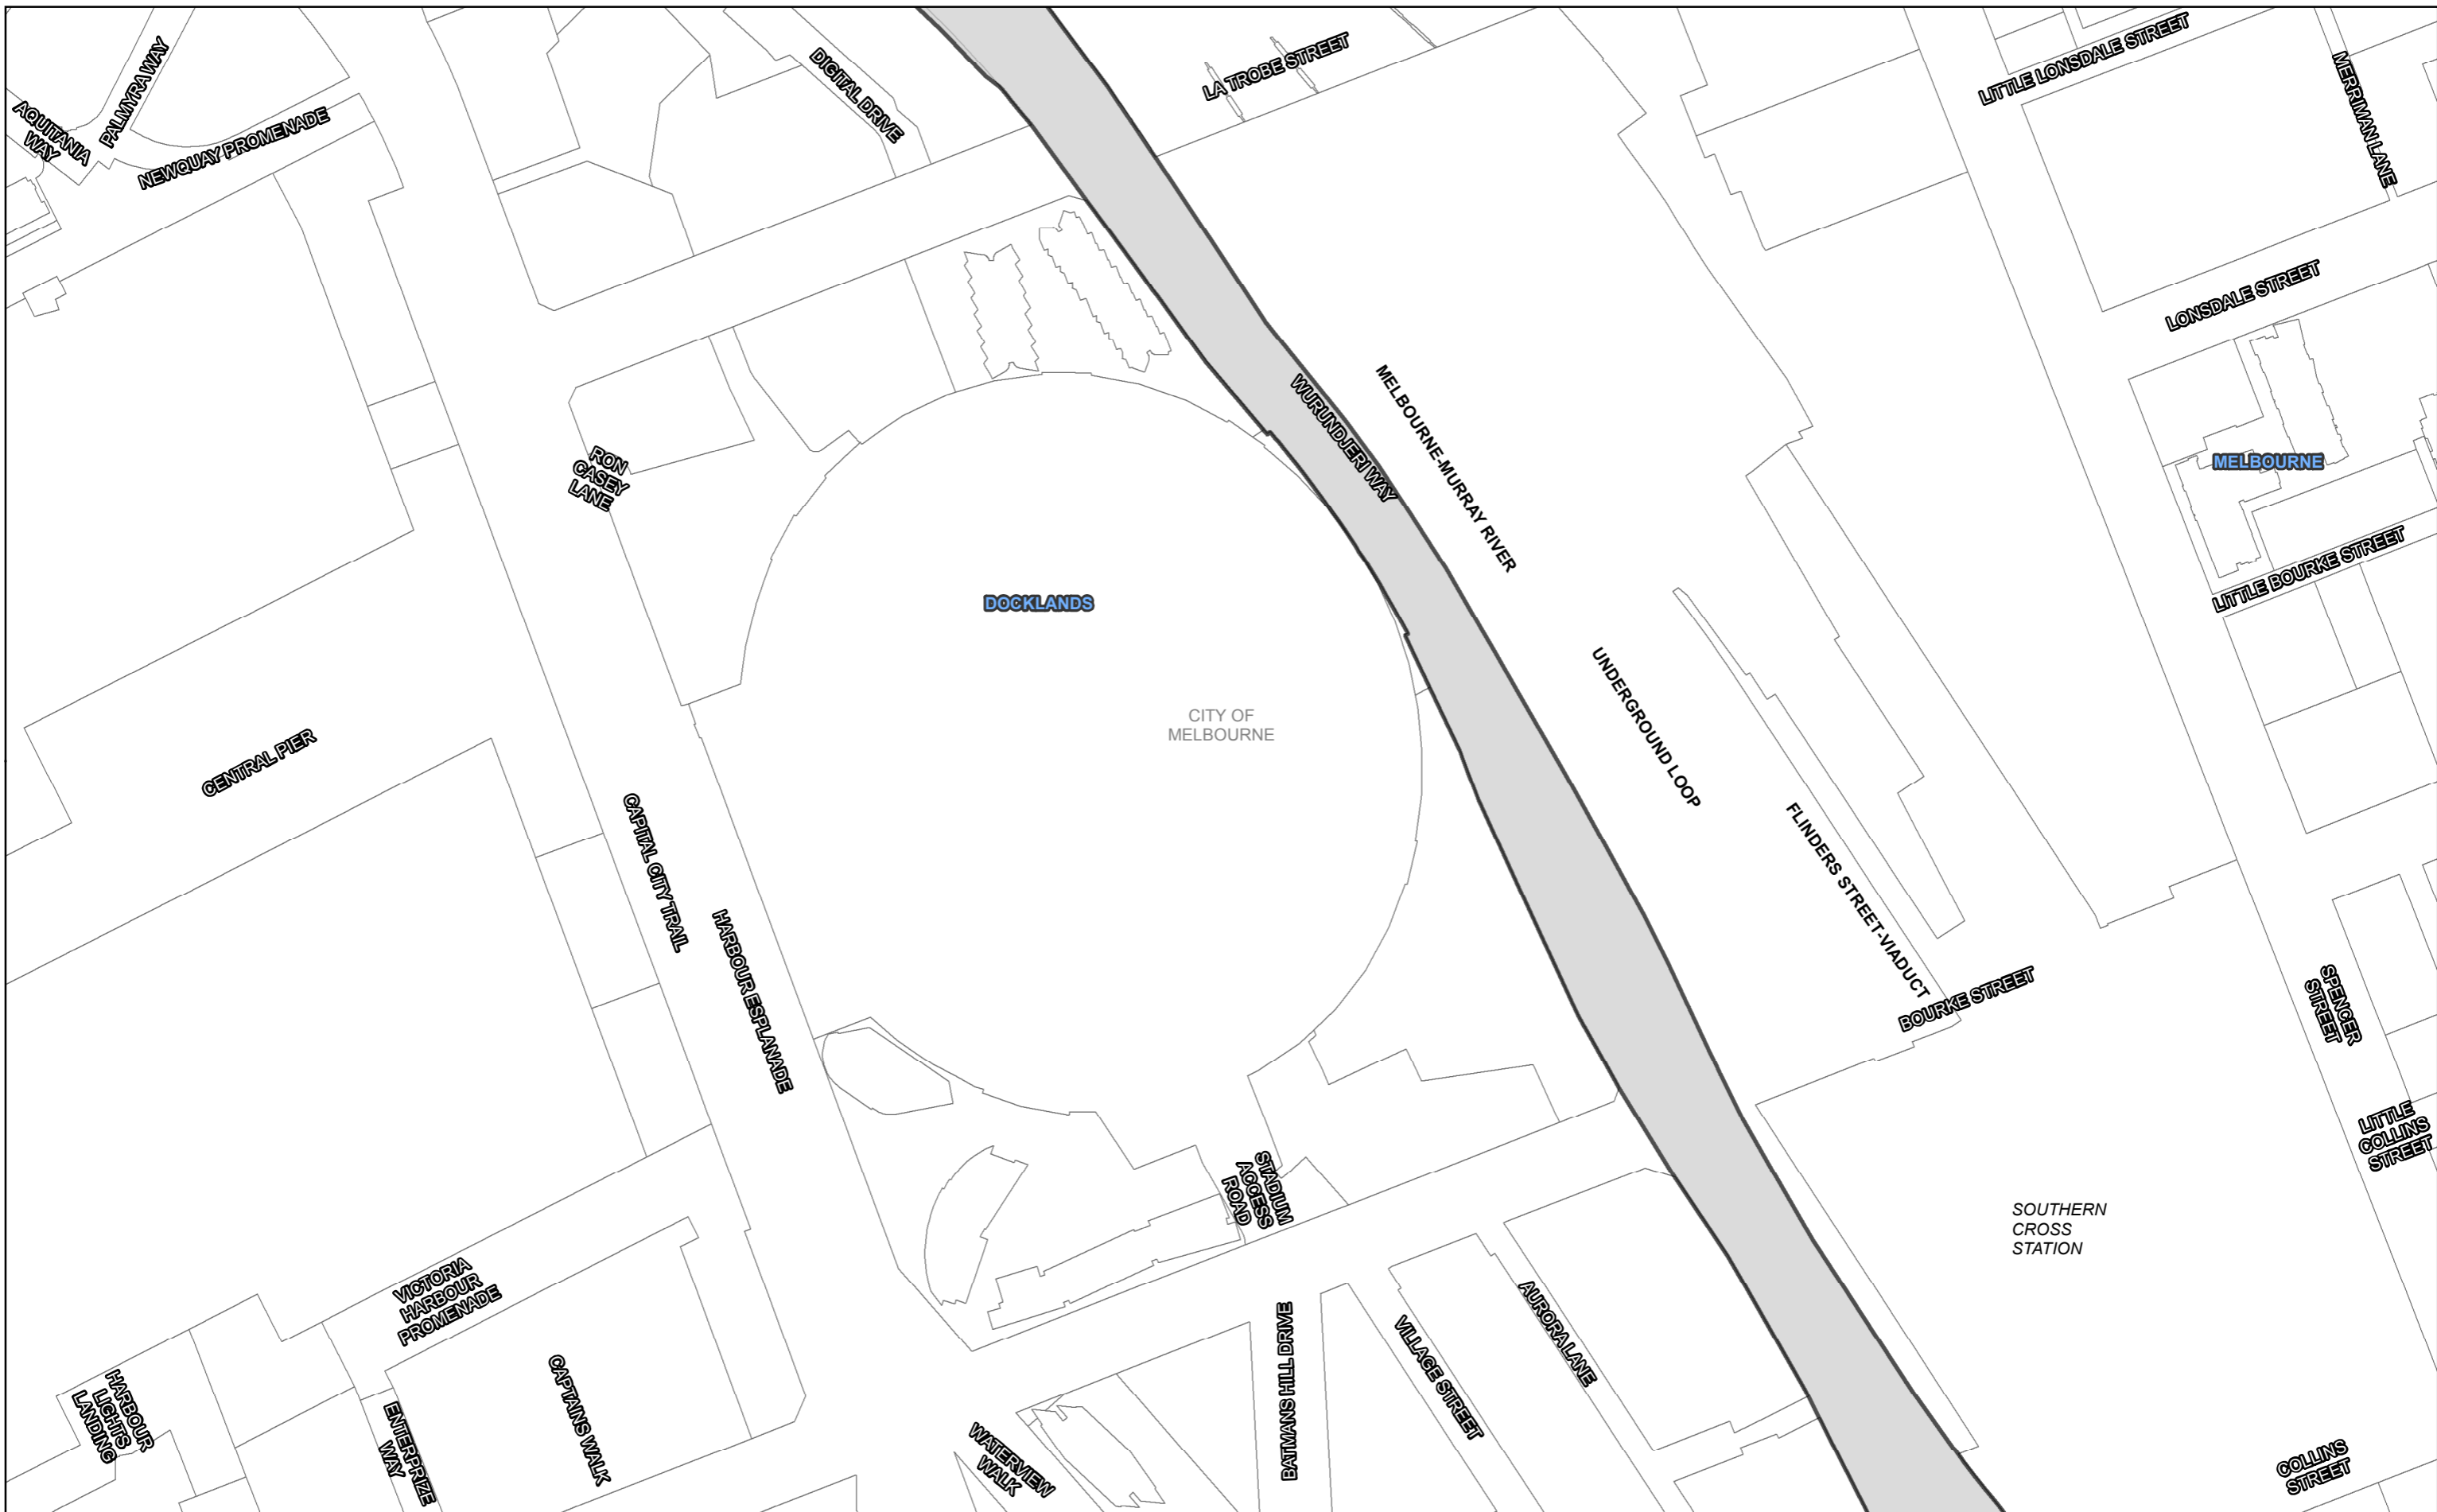 PALMYRA WAY
AQUITANIA
WAY
NEWQUAY PROMENADE
DIGITAL DRIVE
LA TROBE STREET
LITTLE LONSDALE STREET
MERRIMAN LANE
LONSDALE STREET
RON
CASEY
LANE
WURUNDJERI WAY
MELBOURNE-MURRAY RIVER
MELBOURNE
LITTLE BOURKE STREET
DOCKLANDS
CITY OF
MELBOURNE
UNDERGROUND LOOP
CENTRAL PIER
CAPITAL CITY TRAIL
HARBOUR ESPLANADE
FLINDERS STREET-VIADUCT
BOURKE STREET
SPENCER
STREET
LITTLE
COLLINS
STREET
STADIUM
ACCESS
ROAD
SOUTHERN
CROSS
STATION
VICTORIA
HARBOUR
PROMENADE
HARBOUR
LIGHTS
LANDING
ENTERPRIZE
WAY
CAPTAINS WALK
WATERVIEW
WALK
BATMANS HILL DRIVE
VILLAGE STREET
AURORA LANE
COLLINS
STREET